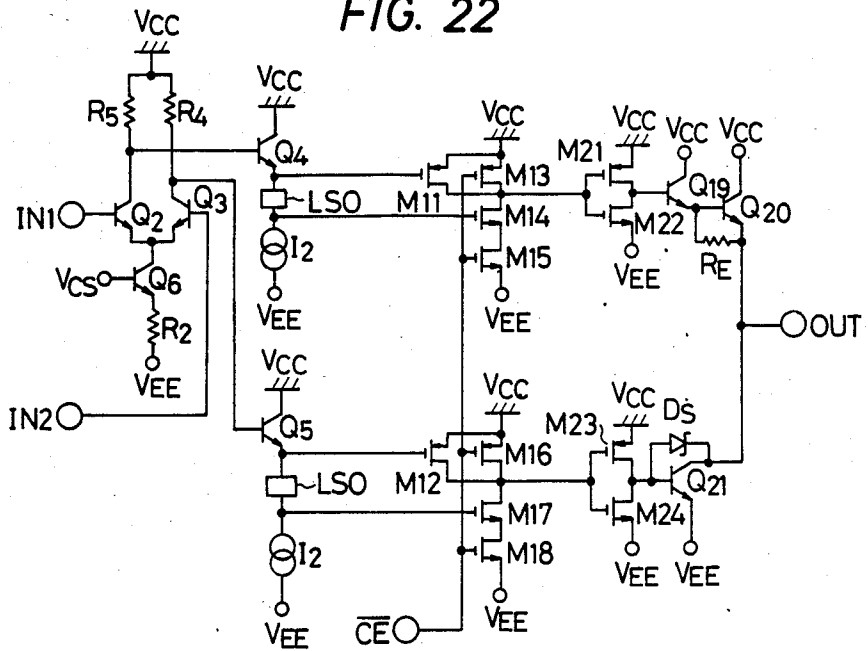 FIG. 22
VCC
R5
R4
VCC
Q4
LSO
I2
VEE
IN1
Q2
Q3
VCS
Q6
R2
VEE
IN2
VCC
M11
M13
M14
M15
VEE
VCC
M21
M22
VEE
VCC
Q19
VCC
Q20
RE
OUT
VCC
Q5
LSO
I2
VEE
VCC
M12
M16
M17
M18
VEE
CE
VCC
M23
M24
VEE
DS
Q21
VEE